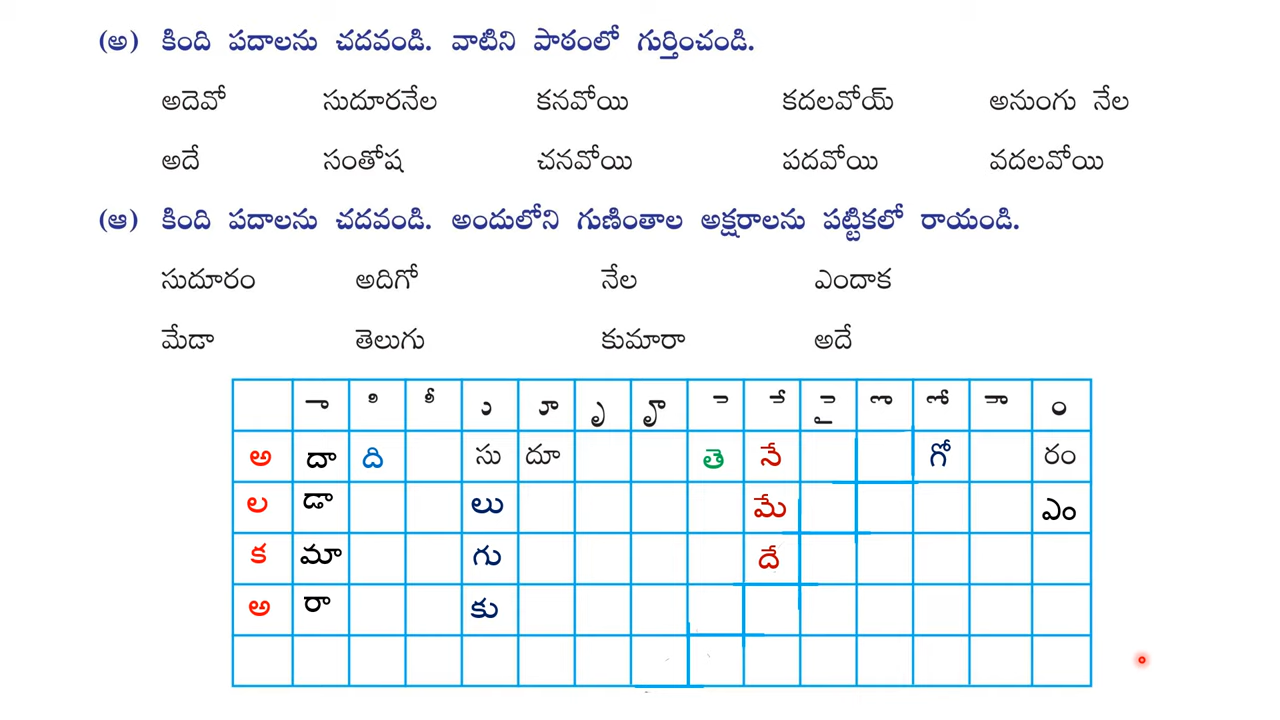 (అ) కింది పదాలను చదవండి. వాటిని పాఠంలో గుర్తించండి.
అదెవో సుదూరనేల కనవోయి కదలవోయ్ అనుంగు నేల
అదే సంతోష చనవోయి పదవోయి వదలవోయి
(ఆ) కింది పదాలను చదవండి. అందులోని గుణింతాల అక్షరాలను పట్టికలో రాయండి.
సుదూరం అదిగో నేల ఎందాక
మేడా తెలుగు కుమారా అదే
ా ి ీ ు ూ ృ ౄ ె ే ై ొ ో ౌ ం
అ దా ది సు దూ తె నే గో రం
ల డా లు మే ఎం
క మా గు దే
అ రా కు